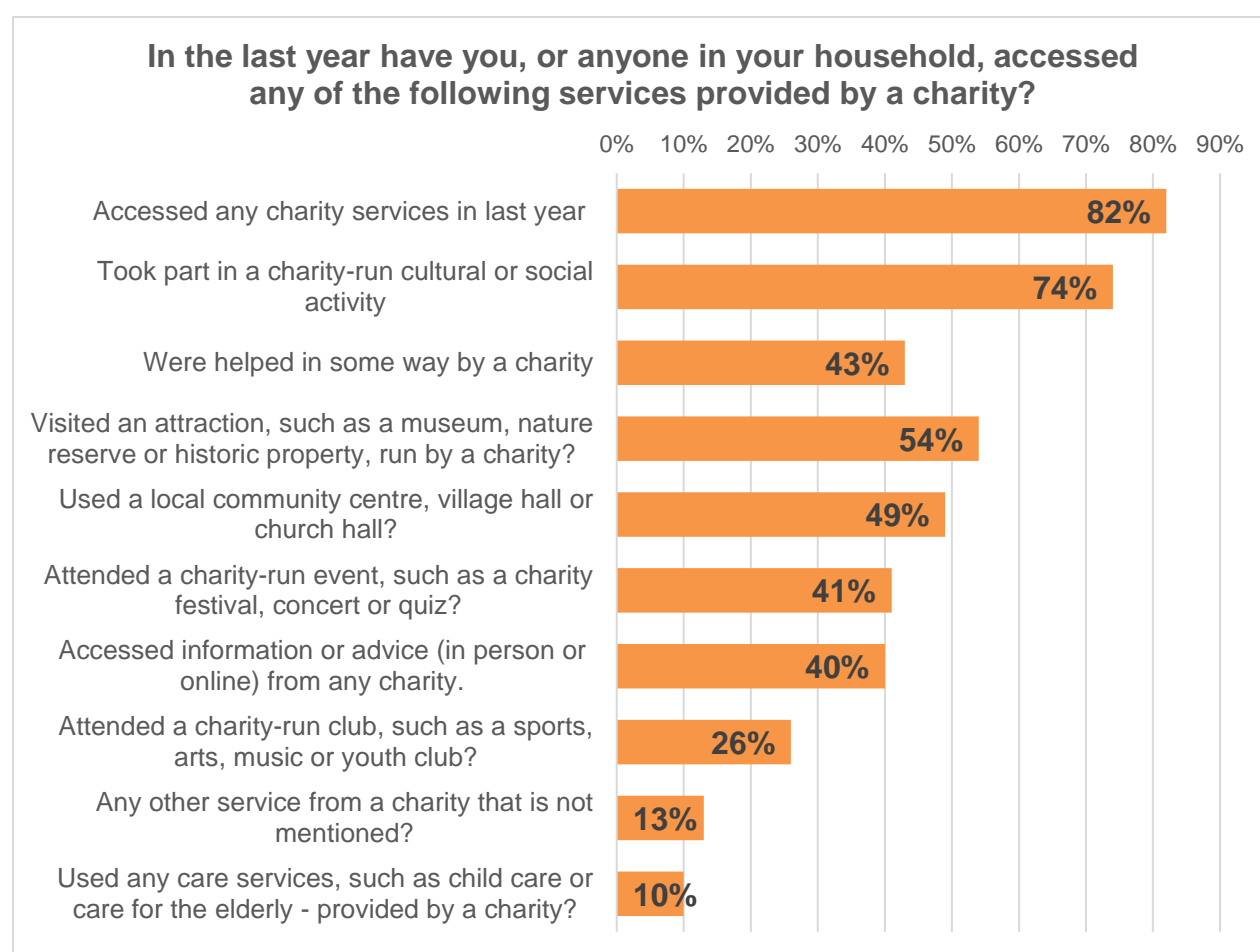 In the last year have you, or anyone in your household, accessed
any of the following services provided by a charity?
0% 10% 20% 30% 40% 50% 60% 70% 80% 90%
Accessed any charity services in last year 82%
Took part in a charity-run cultural or social
activity 74%
Were helped in some way by a charity 43%
Visited an attraction, such as a museum, nature
reserve or historic property, run by a charity? 54%
Used a local community centre, village hall or
church hall? 49%
Attended a charity-run event, such as a charity
festival, concert or quiz? 41%
Accessed information or advice (in person or
online) from any charity. 40%
Attended a charity-run club, such as a sports,
arts, music or youth club? 26%
Any other service from a charity that is not
mentioned? 13%
Used any care services, such as child care or
care for the elderly - provided by a charity? 10%